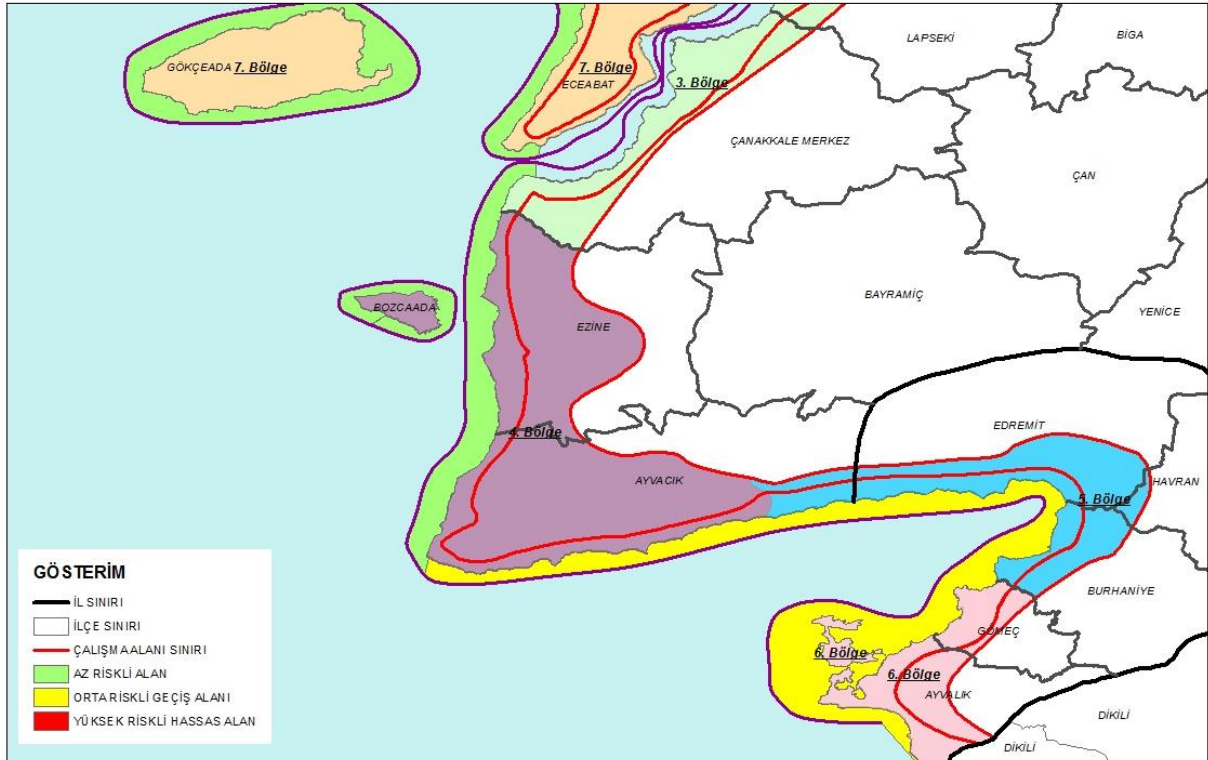 LAPSEKİ
BİGA
GÖKÇEADA 7. Bölge
7. Bölge
ECEABAT
3. Bölge
ÇANAKKALE MERKEZ
ÇAN
BOZCAADA
BAYRAMİÇ
YENİCE
EZİNE
4. Bölge
EDREMİT
AYVACIK
HAVRAN
5. Bölge
BURHANİYE
GÖMEÇ
6. Bölge
6. Bölge
AYVALIK
DİKİLİ
DİKİLİ
GÖSTERİM
İL SINIRI
İLÇE SINIRI
ÇALIŞMA ALANI SINIRI
AZ RİSKLİ ALAN
ORTA RİSKLİ GEÇİŞ ALANI
YÜKSEK RİSKLİ HASSAS ALAN